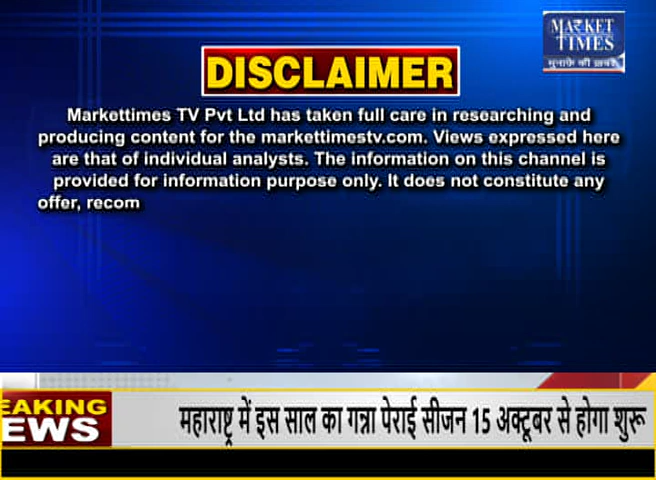 MARKET
TIMES
मुनाफे की खबर
DISCLAIMER
Markettimes TV Pvt Ltd has taken full care in researching and
producing content for the markettimestv.com. Views expressed here
are that of individual analysts. The information on this channel is
provided for information purpose only. It does not constitute any
offer, recom
EAKING
EWS
महाराष्ट्र में इस साल का गन्ना पेराई सीजन 15 अक्टूबर से होगा शुरू